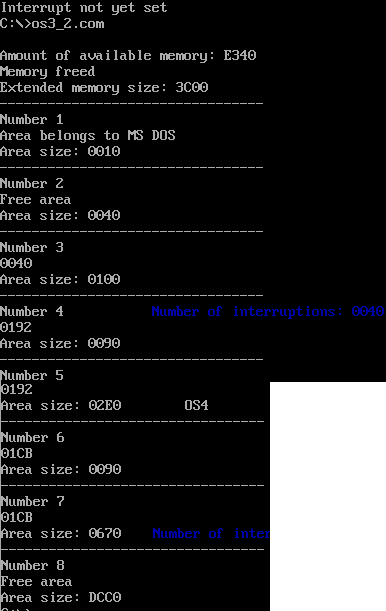 Interrupt not yet set
C:\>os3_2.com
Amount of available memory: E340
Memory freed
Extended memory size: 3C00
---------------------------------
Number 1
Area belongs to MS DOS
Area size: 0010
---------------------------------
Number 2
Free area
Area size: 0040
---------------------------------
Number 3
0040
Area size: 0100
---------------------------------
Number 4 Number of interruptions: 0040
0192
Area size: 0090
---------------------------------
Number 5
0192
Area size: 02E0 OS4
---------------------------------
Number 6
01CB
Area size: 0090
---------------------------------
Number 7
01CB
Area size: 0670 Number of inter
---------------------------------
Number 8
Free area
Area size: DCC0